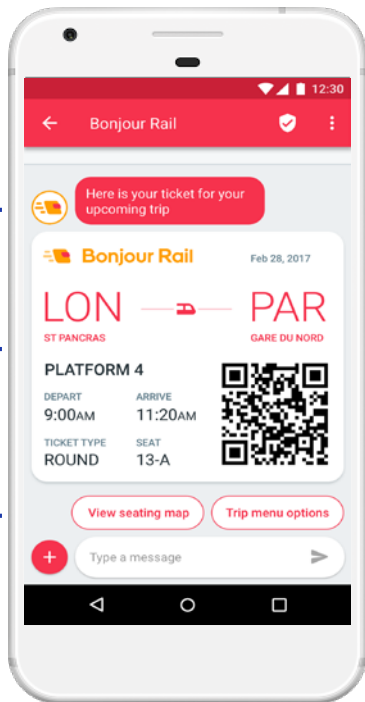 12:30
Bonjour Rail
Here is your ticket for your
upcoming trip
Bonjour Rail Feb 28, 2017
LON PAR
ST PANCRAS GARE DU NORD
PLATFORM 4
DEPART ARRIVE
9:00AM 11:20AM
TICKET TYPE SEAT
ROUND 13-A
View seating map Trip menu options
Type a message